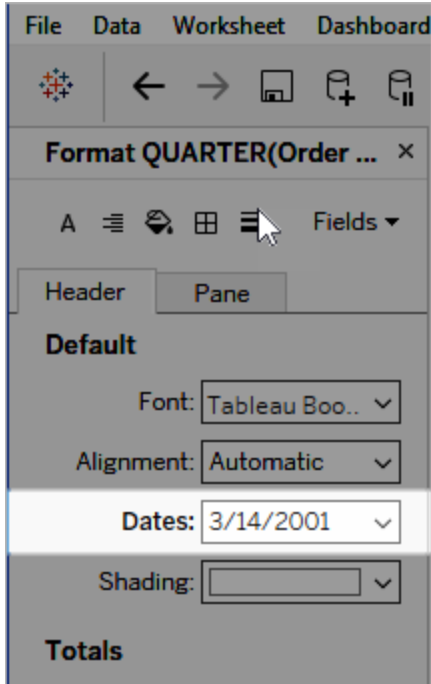 File Data Worksheet Dashboard
Format QUARTER(Order ... ×
A Fields
Header Pane
Default
Font: Tableau Boo..
Alignment: Automatic
Dates: 3/14/2001
Shading:
Totals